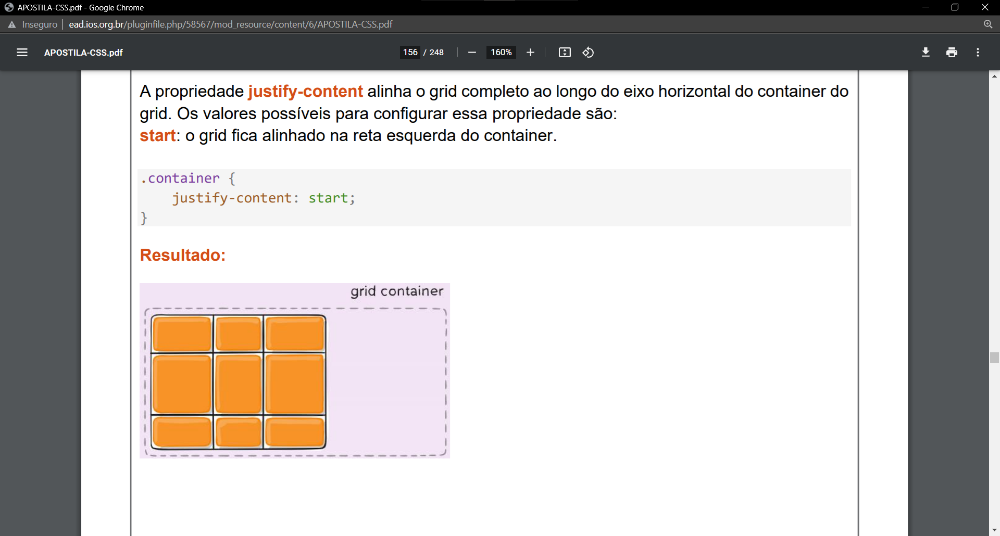 APOSTILA-CSS.pdf - Google Chrome
Inseguro | ead.ios.org.br/pluginfile.php/58567/mod_resource/content/6/APOSTILA-CSS.pdf
APOSTILA-CSS.pdf 156 / 248 160%
A propriedade justify-content alinha o grid completo ao longo do eixo horizontal do container do
grid. Os valores possíveis para configurar essa propriedade são:
start: o grid fica alinhado na reta esquerda do container.
.container {
    justify-content: start;
}
Resultado:
grid container